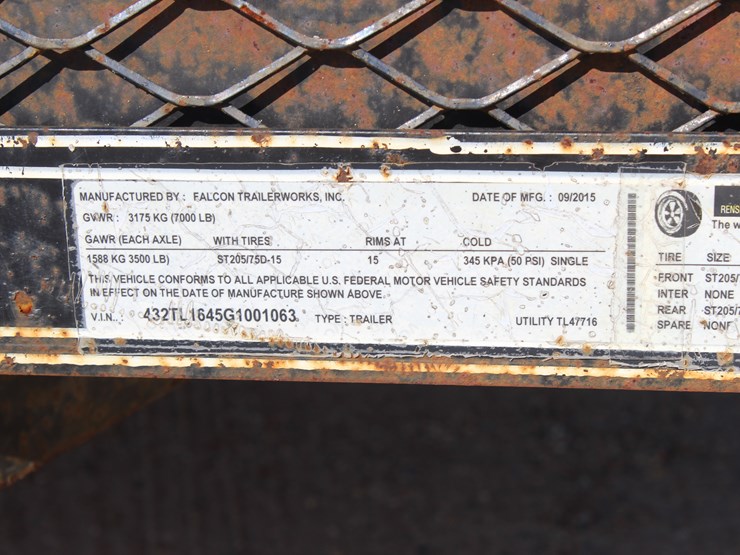 MANUFACTURED BY: FALCON TRAILERWORKS, INC. DATE OF MFG.: 09/2015
GVWR: 3175 KG (7000 LB)
GAWR (EACH AXLE) WITH TIRES RIMS AT COLD
1588 KG 3500 LB) ST205/75D-15 15 345 KPA (50 PSI) SINGLE
THIS VEHICLE CONFORMS TO ALL APPLICABLE U.S. FEDERAL MOTOR VEHICLE SAFETY STANDARDS
IN EFFECT ON THE DATE OF MANUFACTURE SHOWN ABOVE.
V.I.N.: 432TL1645G1001063 TYPE: TRAILER UTILITY TL47716
RENS
The w
TIRE SIZE
FRONT ST205/
INTER NONE
REAR ST205/7
SPARE NONE